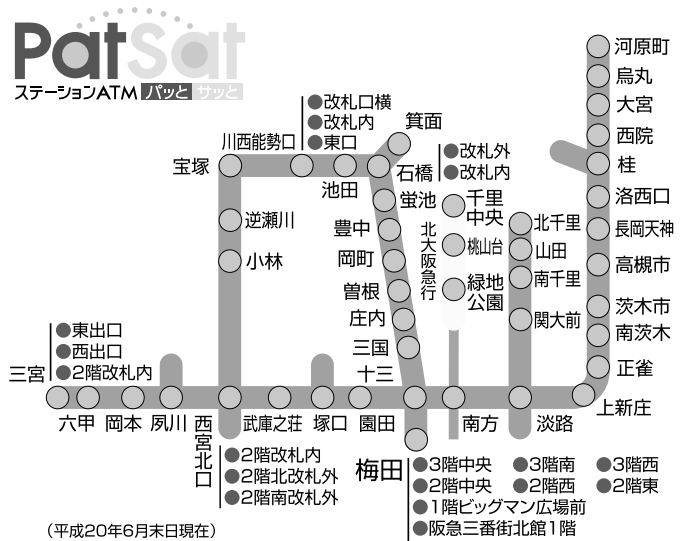 PatSat
ステーションATM パッと サッと
河原町
烏丸
大宮
西院
桂
洛西口
長岡天神
高槻市
茨木市
南茨木
正雀
上新庄
●改札口横
●改札内
●東口
川西能勢口
箕面
●改札外
●改札内
宝塚
池田
石橋
蛍池
千里
中央
北千里
逆瀬川
豊中
北大阪急行
桃山台
山田
小林
岡町
南千里
曽根
緑地
公園
庄内
関大前
三国
●東出口
●西出口
●2階改札内
三宮
十三
六甲
岡本
夙川
西宮北口
武庫之荘
塚口
園田
南方
淡路
●2階改札内
●2階北改札外
●2階南改札外
梅田
●3階中央 ●3階南 ●3階西
●2階中央 ●2階西 ●2階東
●1階ビッグマン広場前
●阪急三番街北館1階
（平成20年6月末日現在）